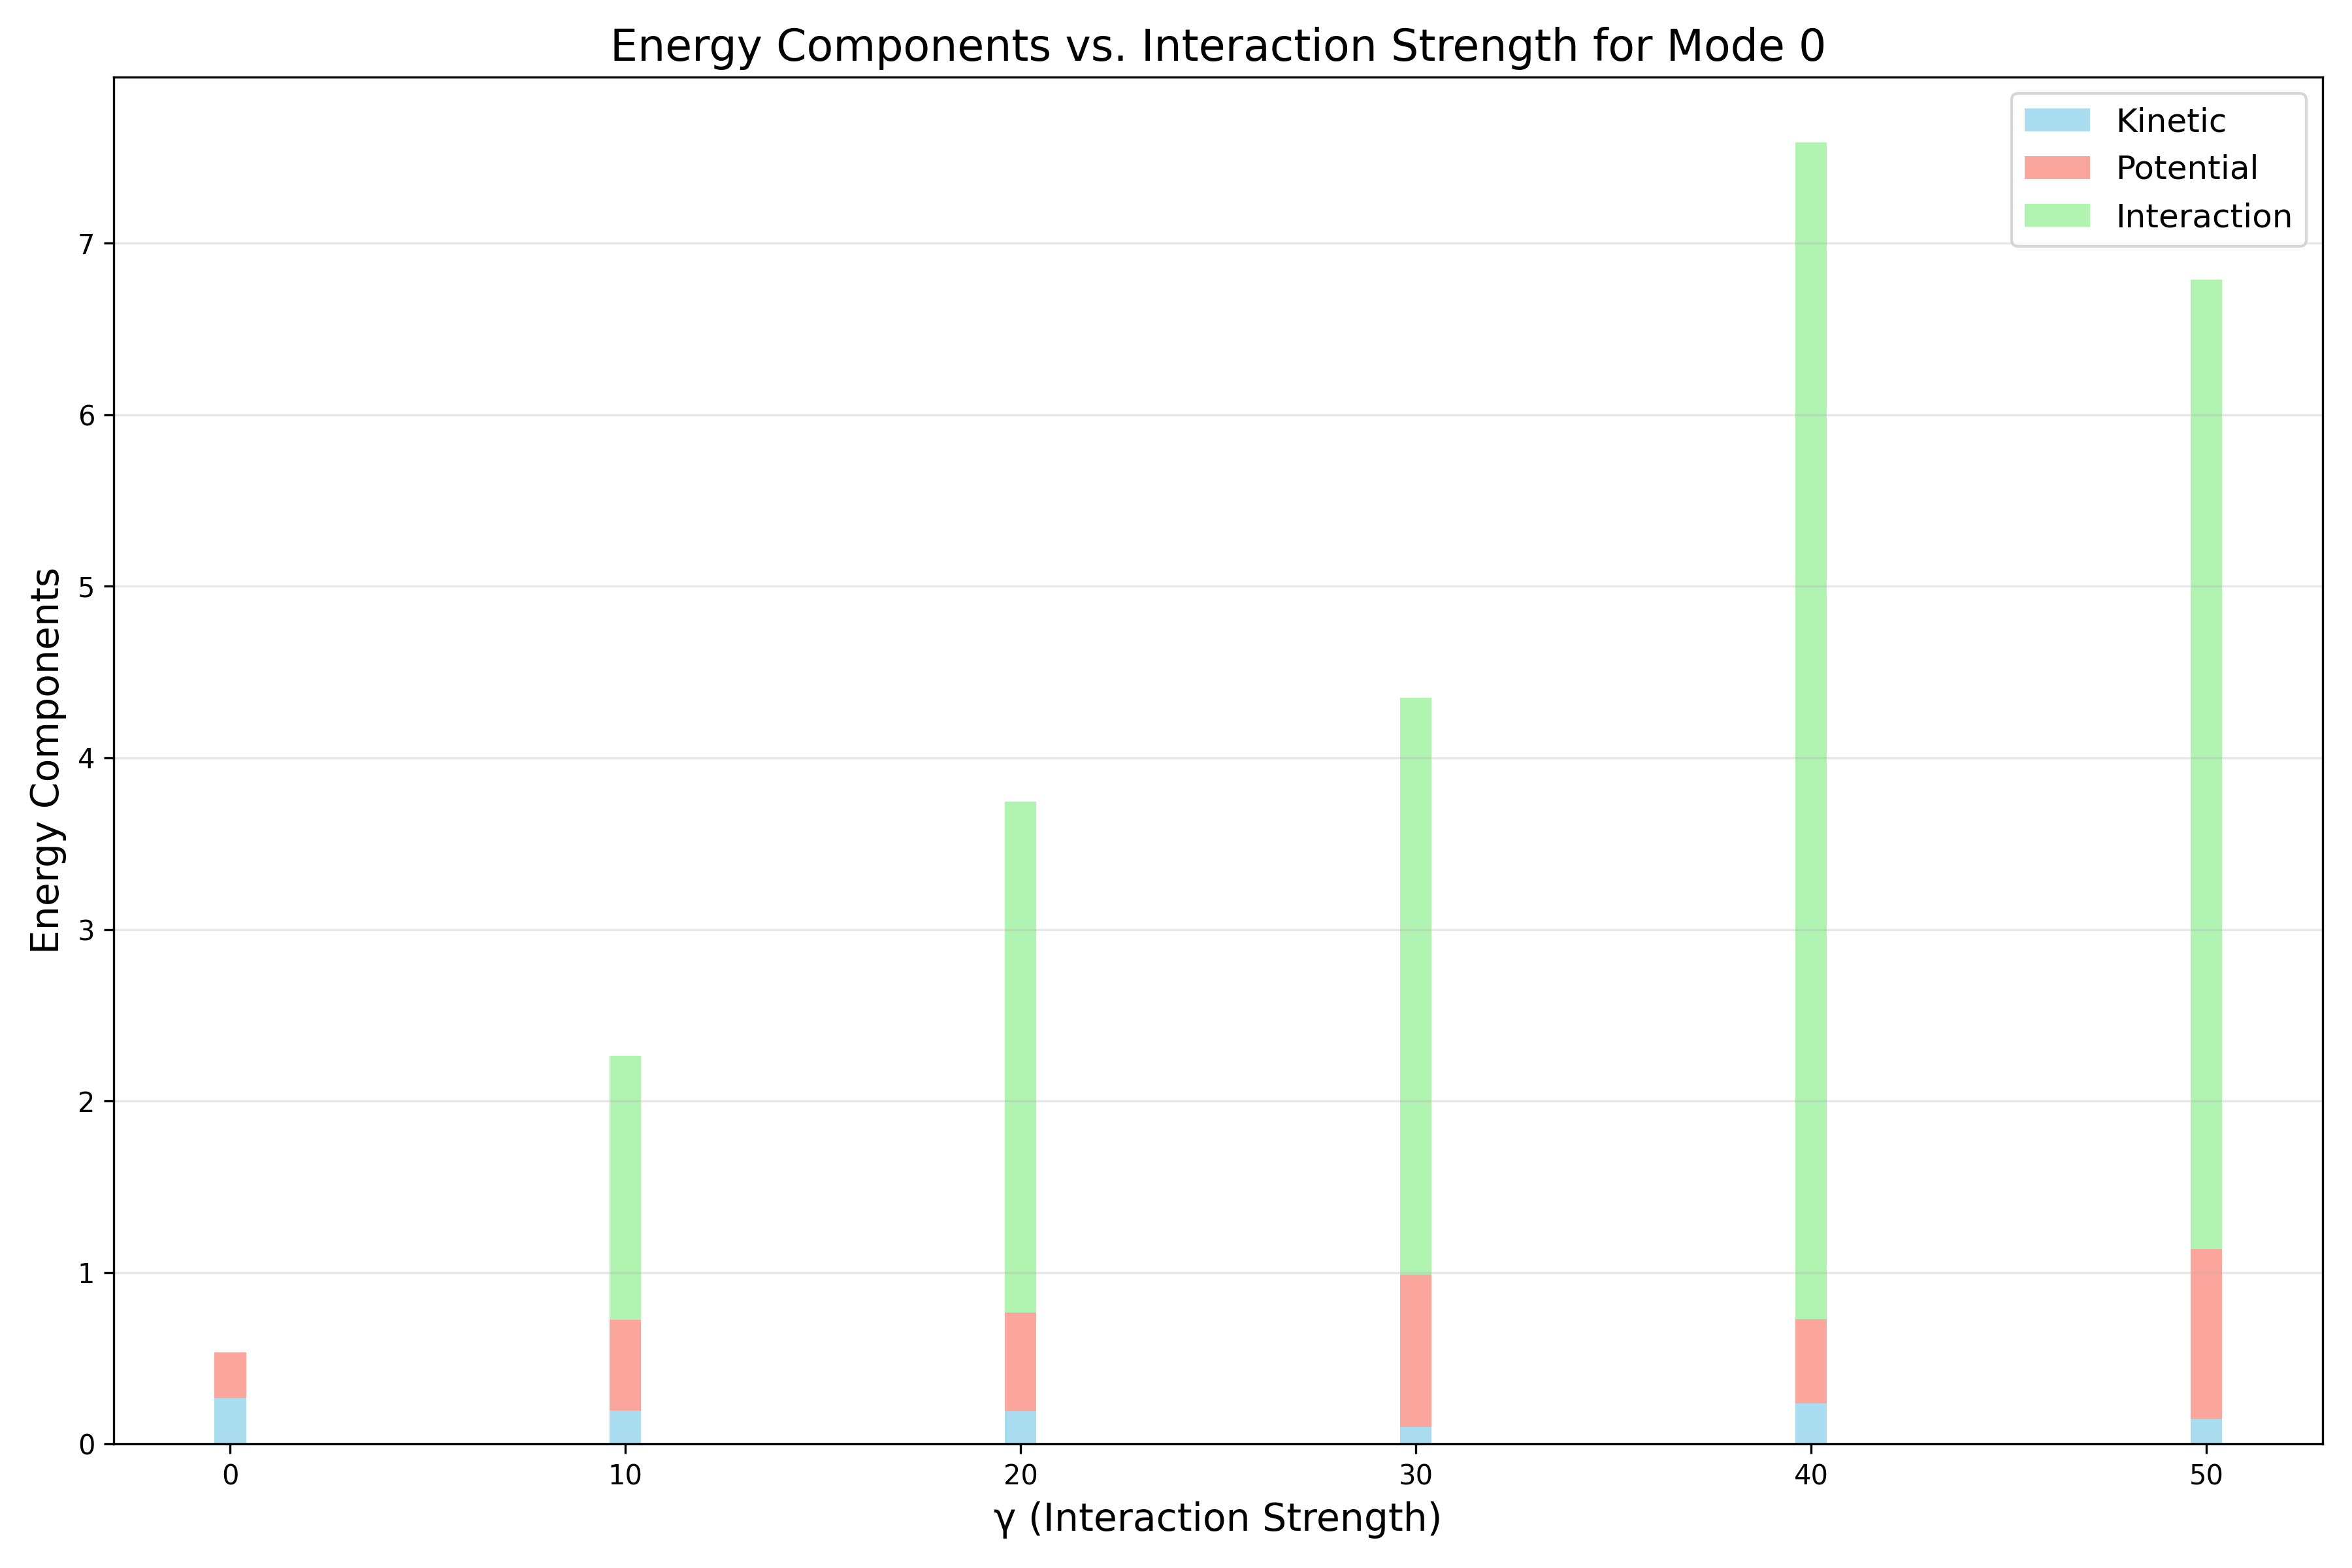 Energy Components vs. Interaction Strength for Mode 0
Kinetic
Potential
Interaction
Energy Components
7
6
5
4
3
2
1
0
0 10 20 30 40 50
γ (Interaction Strength)